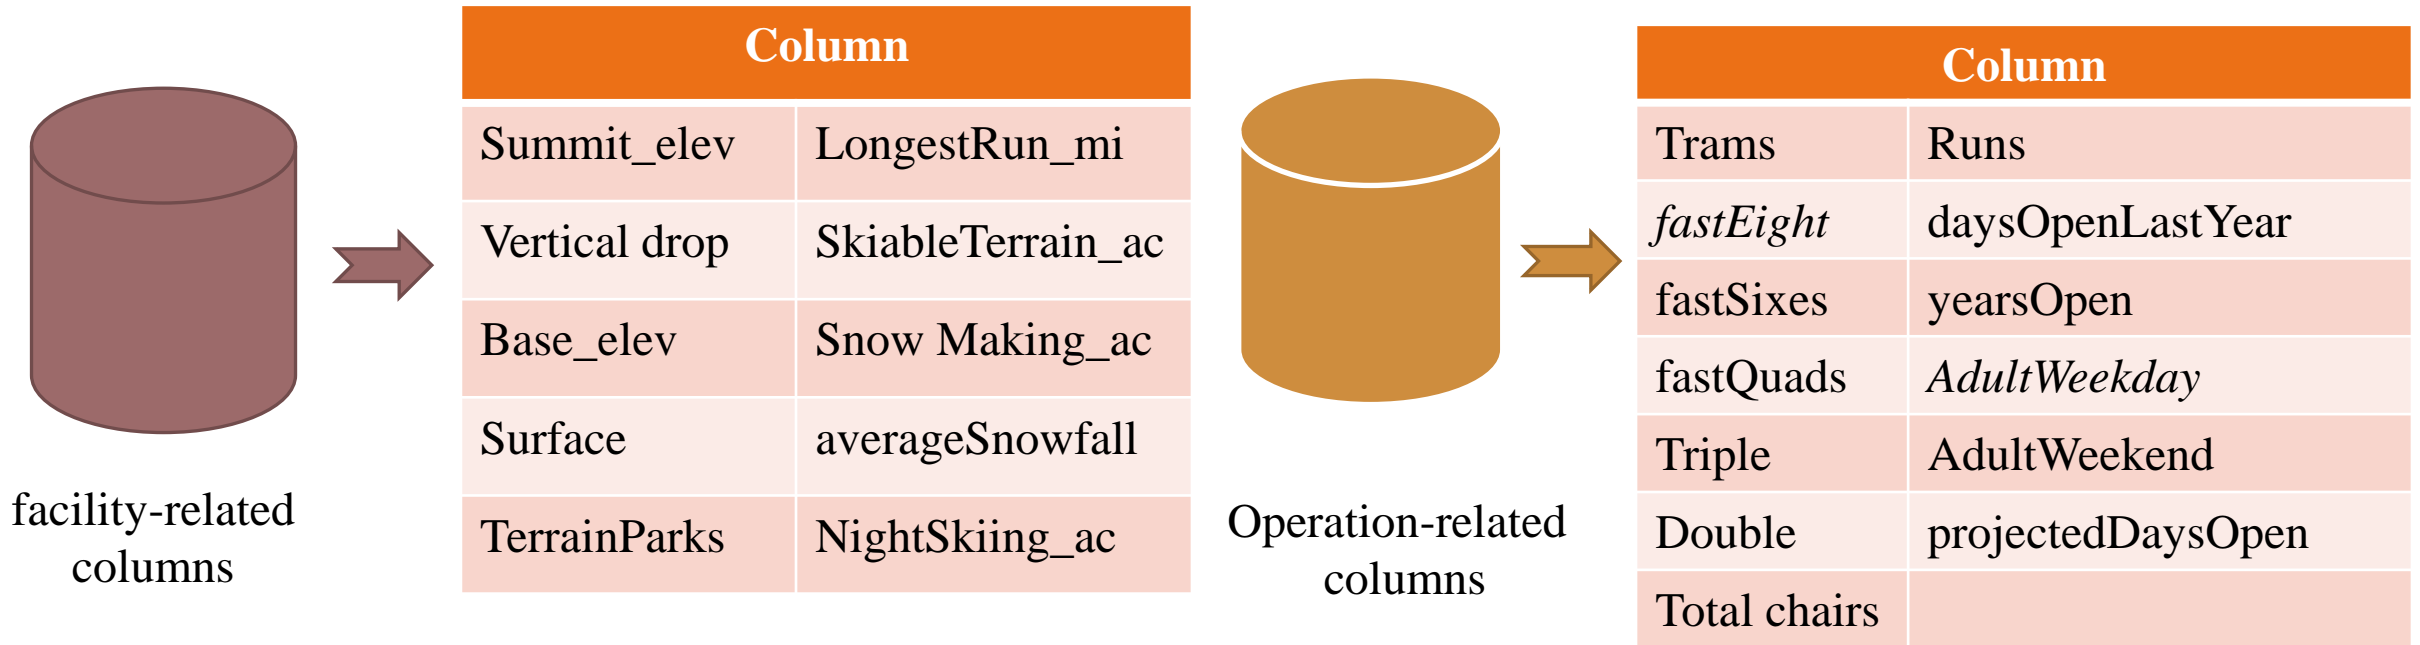 facility-related
columns
Column
Summit_elev LongestRun_mi
Vertical drop SkiableTerrain_ac
Base_elev Snow Making_ac
Surface averageSnowfall
TerrainParks NightSkiing_ac
Operation-related
columns
Column
Trams Runs
fastEight daysOpenLastYear
fastSixes yearsOpen
fastQuads AdultWeekday
Triple AdultWeekend
Double projectedDaysOpen
Total chairs